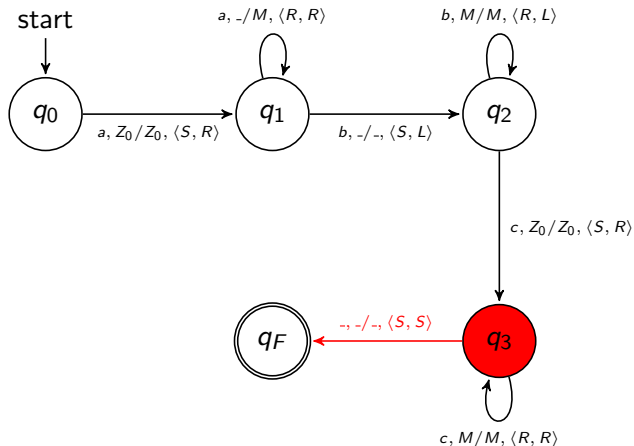 start
a, _/M, ⟨R, R⟩
b, M/M, ⟨R, L⟩
q0
q1
q2
a, Z0/Z0, ⟨S, R⟩
b, _/_, ⟨S, L⟩
c, Z0/Z0, ⟨S, R⟩
qF
_, _/_, ⟨S, S⟩
q3
c, M/M, ⟨R, R⟩